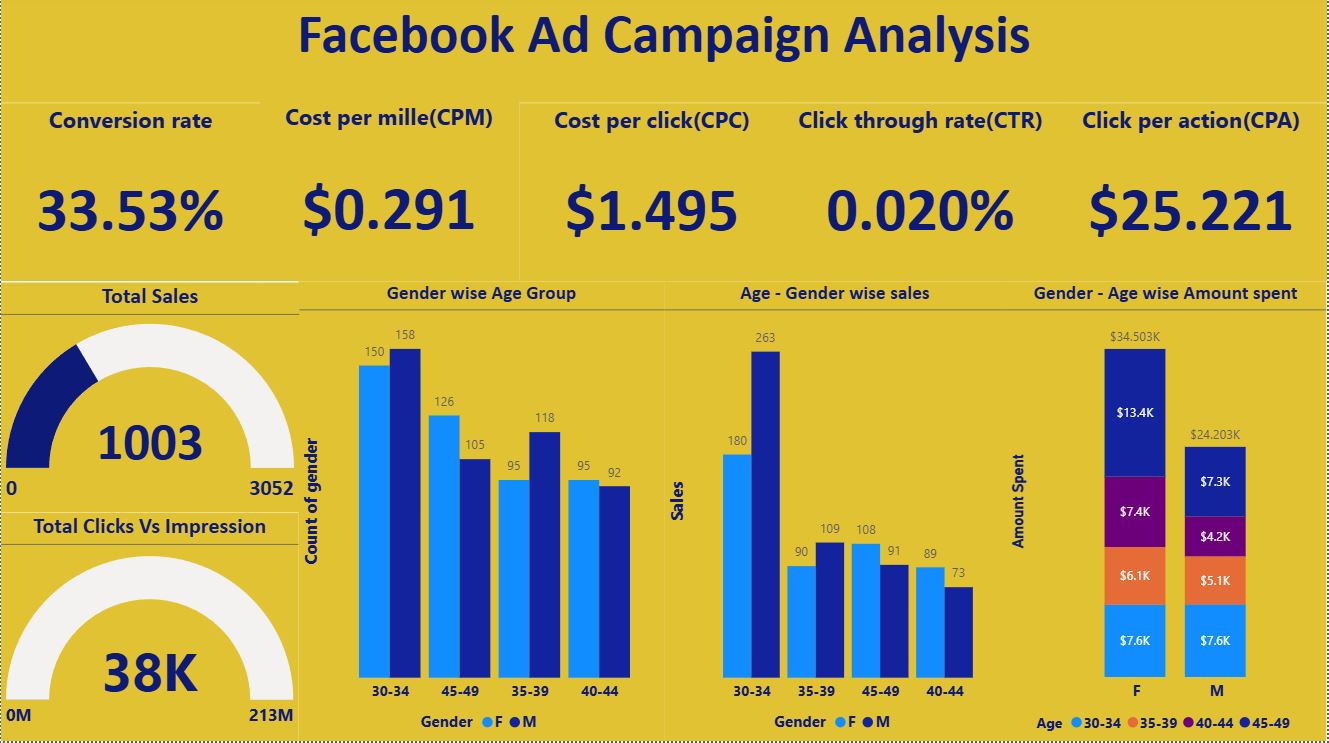 Facebook Ad Campaign Analysis
Conversion rate
33.53%
Cost per mille(CPM)
$0.291
Cost per click(CPC)
$1.495
Click through rate(CTR)
0.020%
Click per action(CPA)
$25.221
Total Sales
1003
0
3052
Total Clicks Vs Impression
38K
0M
213M
Gender wise Age Group
Count of gender
150
158
126
105
95
118
95
92
30-34
45-49
35-39
40-44
Gender F M
Age - Gender wise sales
Sales
180
263
90
109
108
91
89
73
30-34
35-39
45-49
40-44
Gender F M
Gender - Age wise Amount spent
Amount Spent
$34.503K
$13.4K
$7.4K
$6.1K
$7.6K
$24.203K
$7.3K
$4.2K
$5.1K
$7.6K
F
M
Age 30-34 35-39 40-44 45-49